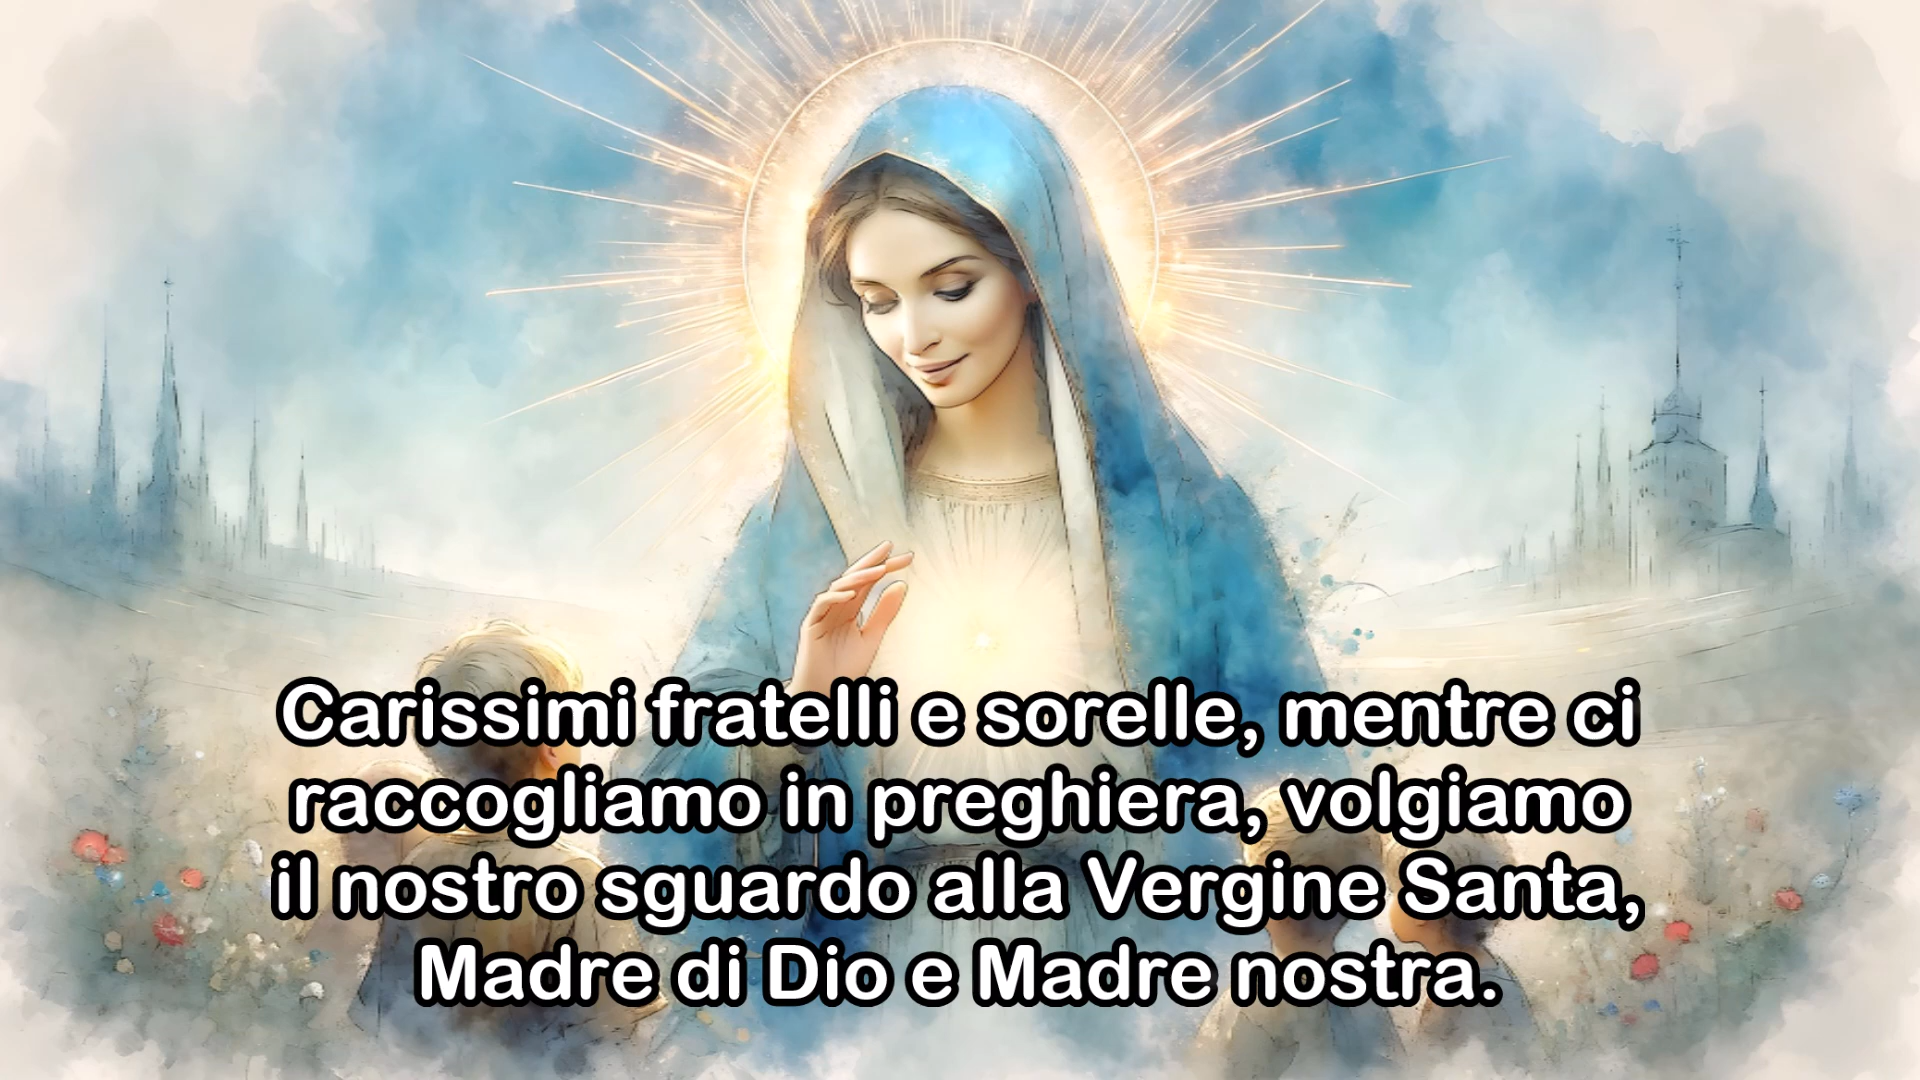 Carissimi fratelli e sorelle, mentre ci
raccogliamo in preghiera, volgiamo
il nostro sguardo alla Vergine Santa,
Madre di Dio e Madre nostra.